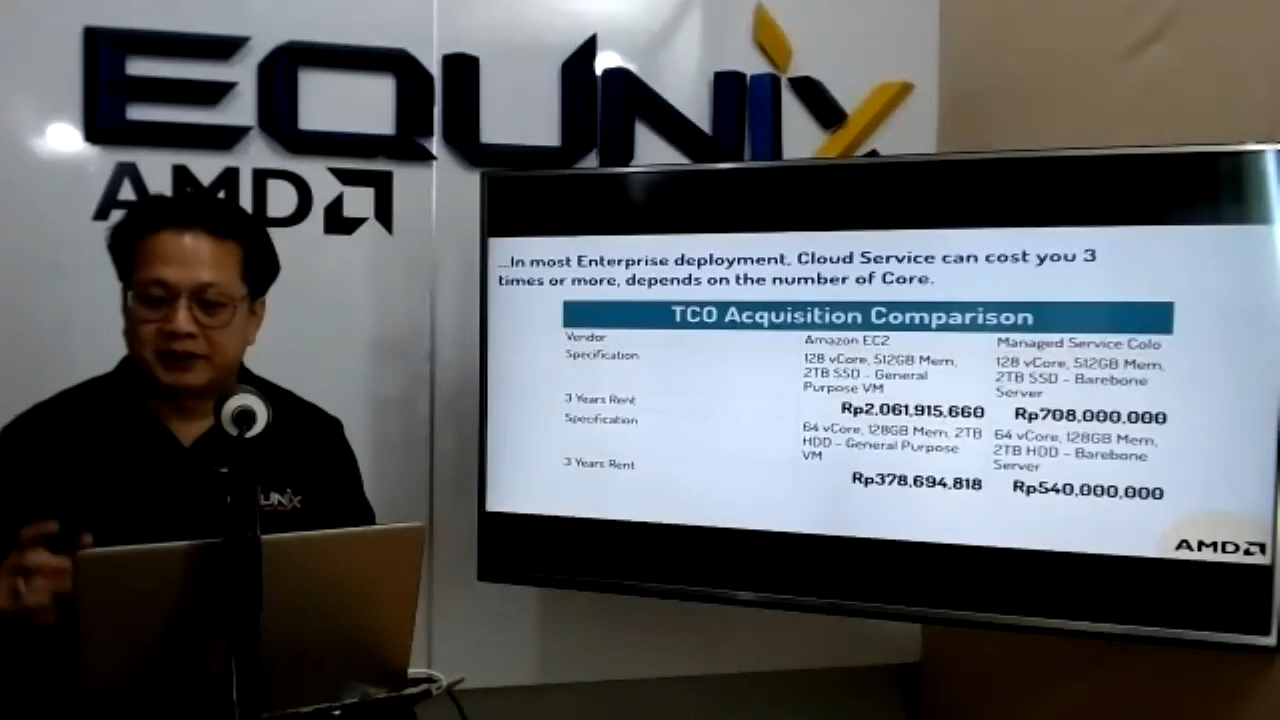 EQUNIX
AMD
...In most Enterprise deployment, Cloud Service can cost you 3
times or more, depends on the number of Core.
TCO Acquisition Comparison
Vendor
Amazon EC2
Managed Service Colo
Specification
128 vCore, 512GB Mem,
2TB SSD - General
Purpose VM
128 vCore, 512GB Mem,
2TB SSD - Barebone
Server
3 Years Rent
Rp2,061,915,660
Rp708,000,000
Specification
64 vCore, 128GB Mem, 2TB
HDD - General Purpose
VM
64 vCore, 128GB Mem,
2TB HDD - Barebone
Server
3 Years Rent
Rp378,694,818
Rp540,000,000
AMD